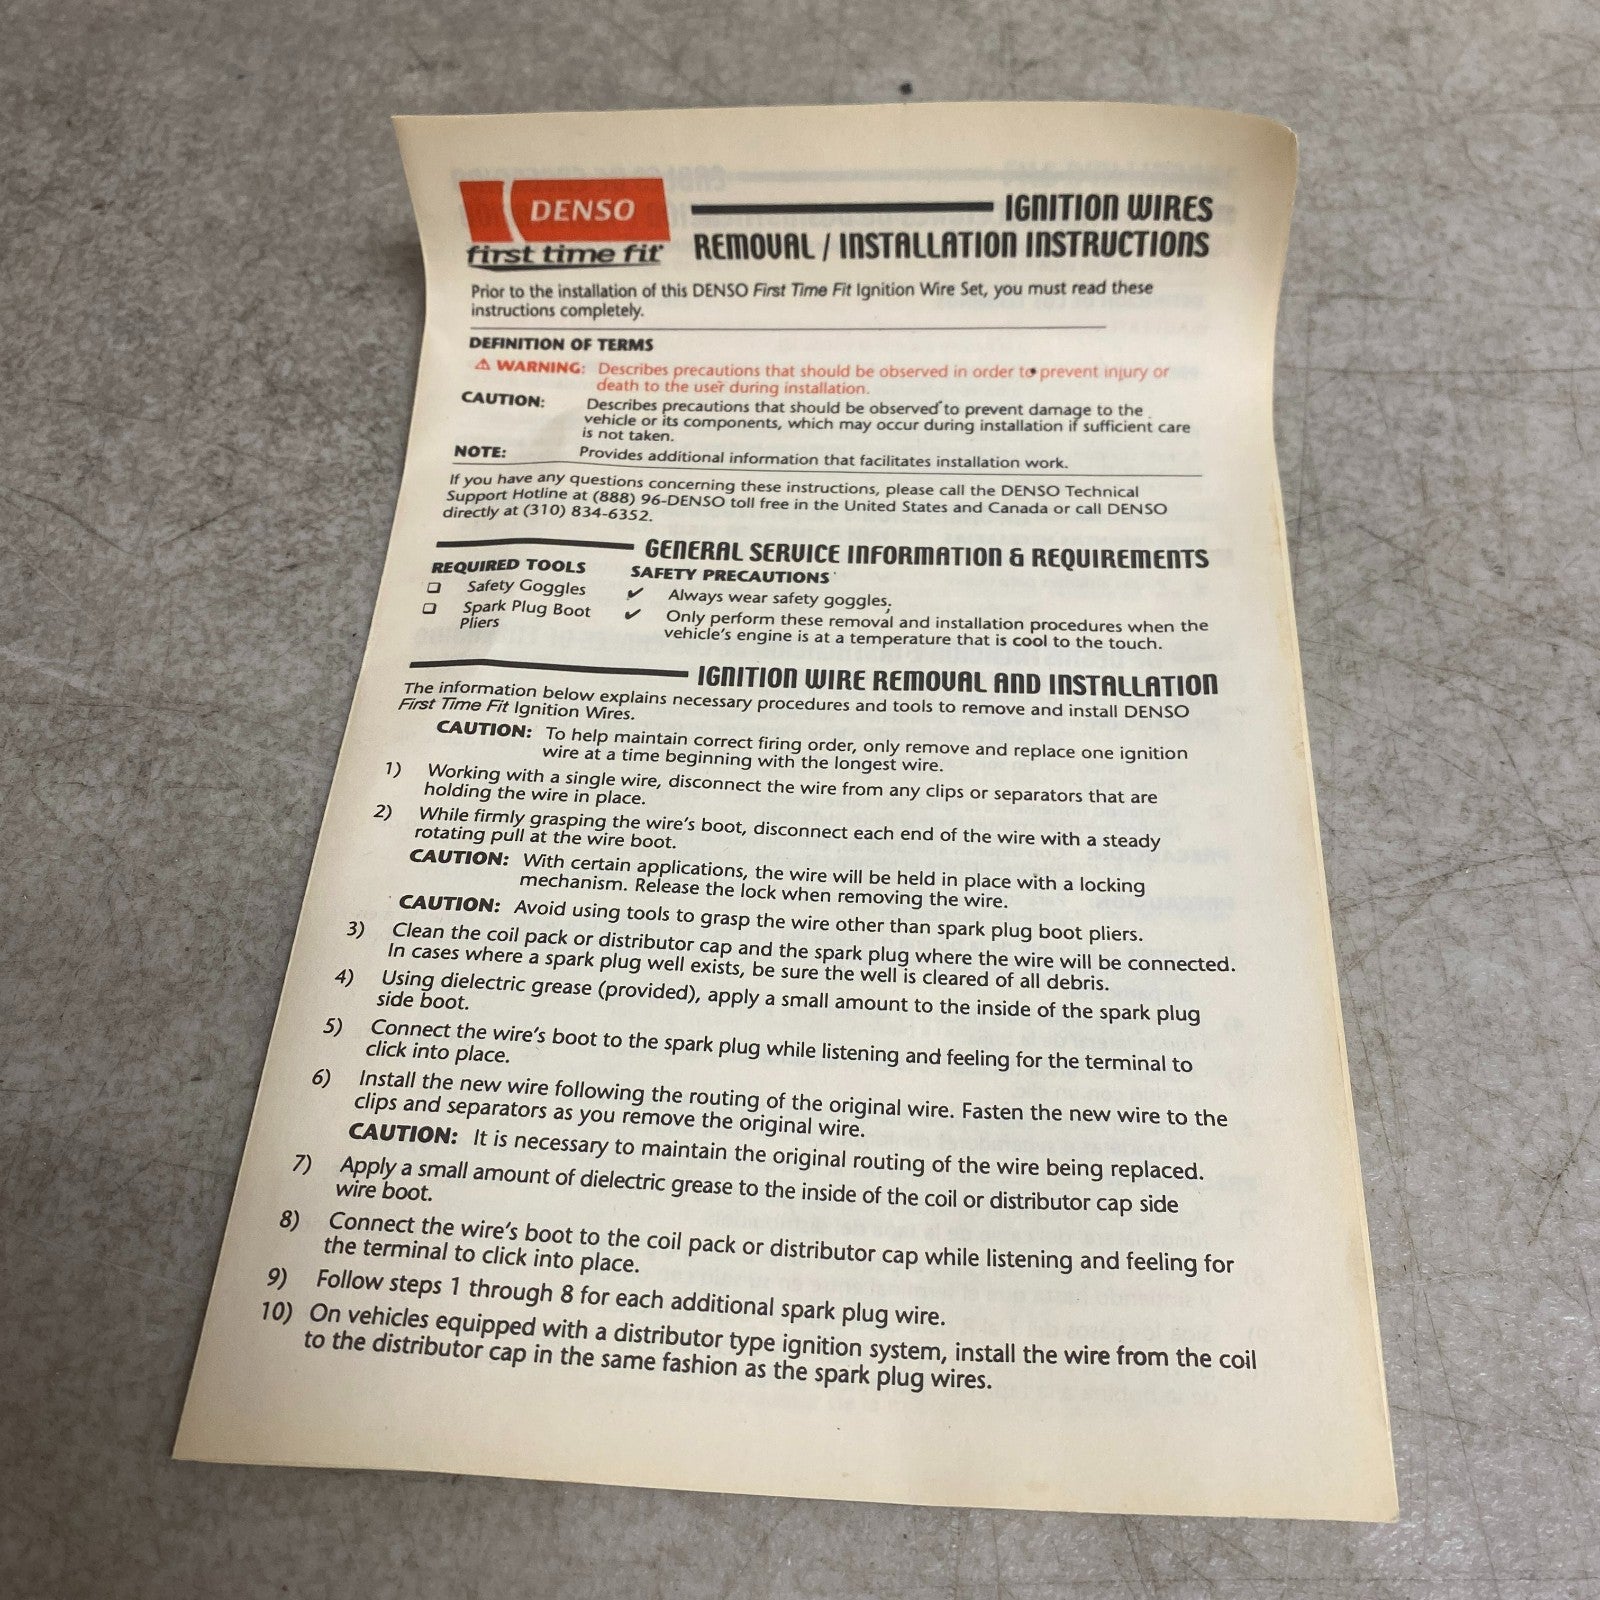 DENSO
first time fit
IGNITION WIRES
REMOVAL / INSTALLATION INSTRUCTIONS
Prior to the installation of this DENSO First Time Fit Ignition Wire Set, you must read these
instructions completely.
DEFINITION OF TERMS
⚠ WARNING: Describes precautions that should be observed in order to prevent injury or
death to the user during installation.
CAUTION: Describes precautions that should be observed to prevent damage to the
vehicle or its components, which may occur during installation if sufficient care
is not taken.
NOTE: Provides additional information that facilitates installation work.
If you have any questions concerning these instructions, please call the DENSO Technical
Support Hotline at (888) 96-DENSO toll free in the United States and Canada or call DENSO
directly at (310) 834-6352.
GENERAL SERVICE INFORMATION & REQUIREMENTS
REQUIRED TOOLS
❑ Safety Goggles
❑ Spark Plug Boot
Pliers
SAFETY PRECAUTIONS
✔ Always wear safety goggles.
✔ Only perform these removal and installation procedures when the
vehicle's engine is at a temperature that is cool to the touch.
IGNITION WIRE REMOVAL AND INSTALLATION
The information below explains necessary procedures and tools to remove and install DENSO
First Time Fit Ignition Wires.
CAUTION: To help maintain correct firing order, only remove and replace one ignition
wire at a time beginning with the longest wire.
1) Working with a single wire, disconnect the wire from any clips or separators that are
holding the wire in place.
2) While firmly grasping the wire's boot, disconnect each end of the wire with a steady
rotating pull at the wire boot.
CAUTION: With certain applications, the wire will be held in place with a locking
mechanism. Release the lock when removing the wire.
CAUTION: Avoid using tools to grasp the wire other than spark plug boot pliers.
3) Clean the coil pack or distributor cap and the spark plug where the wire will be connected.
In cases where a spark plug well exists, be sure the well is cleared of all debris.
4) Using dielectric grease (provided), apply a small amount to the inside of the spark plug
side boot.
5) Connect the wire's boot to the spark plug while listening and feeling for the terminal to
click into place.
6) Install the new wire following the routing of the original wire. Fasten the new wire to the
clips and separators as you remove the original wire.
CAUTION: It is necessary to maintain the original routing of the wire being replaced.
7) Apply a small amount of dielectric grease to the inside of the coil or distributor cap side
wire boot.
8) Connect the wire's boot to the coil pack or distributor cap while listening and feeling for
the terminal to click into place.
9) Follow steps 1 through 8 for each additional spark plug wire.
10) On vehicles equipped with a distributor type ignition system, install the wire from the coil
to the distributor cap in the same fashion as the spark plug wires.